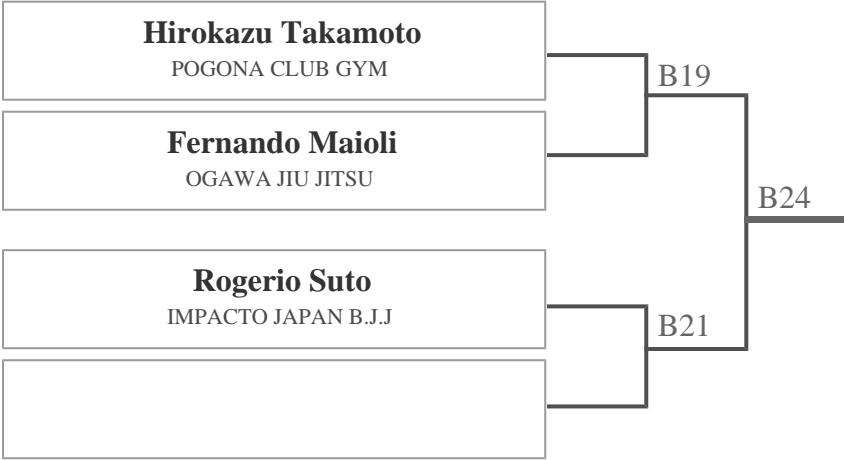 Hirokazu Takamoto
POGONA CLUB GYM
B19
Fernando Maioli
OGAWA JIU JITSU
B24
Rogerio Suto
IMPACTO JAPAN B.J.J
B21